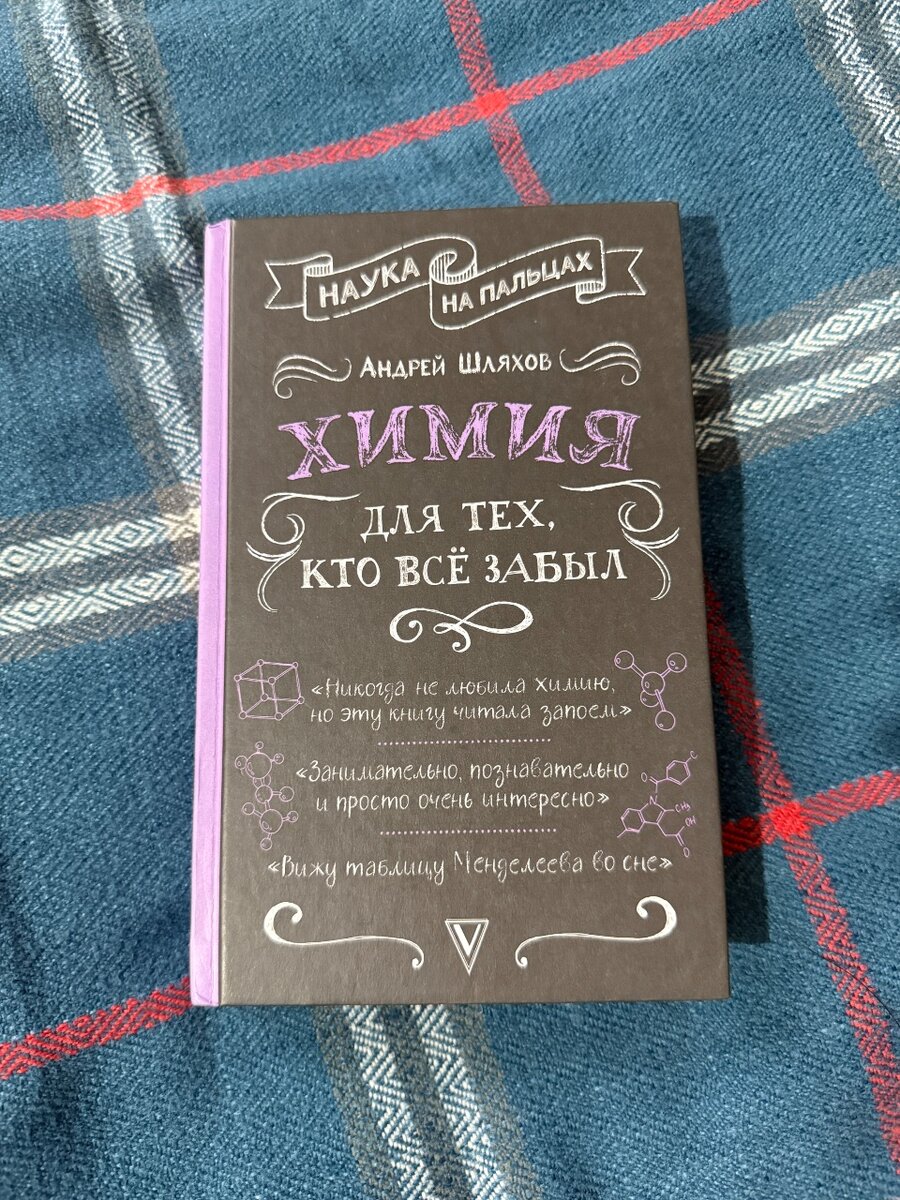 НАУКА
НА ПАЛЬЦАХ
АНДРЕЙ ШЛЯХОВ
ХИМИЯ
ДЛЯ ТЕХ,
КТО ВСЁ ЗАБЫЛ
«Никогда не любила химию,
но эту книгу читала запоем»
«Занимательно, познавательно
и просто очень интересно»
«Вижу таблицу Менделеева во сне»